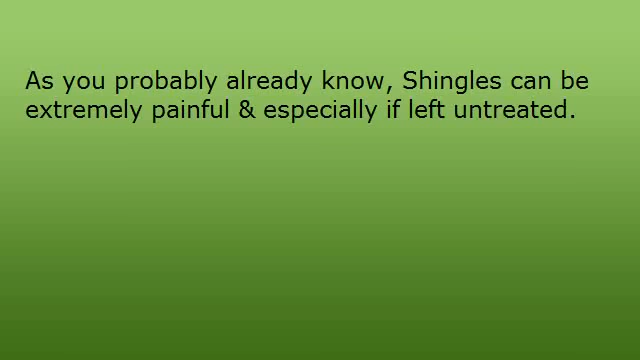 As you probably already know, Shingles can be
extremely painful & especially if left untreated.